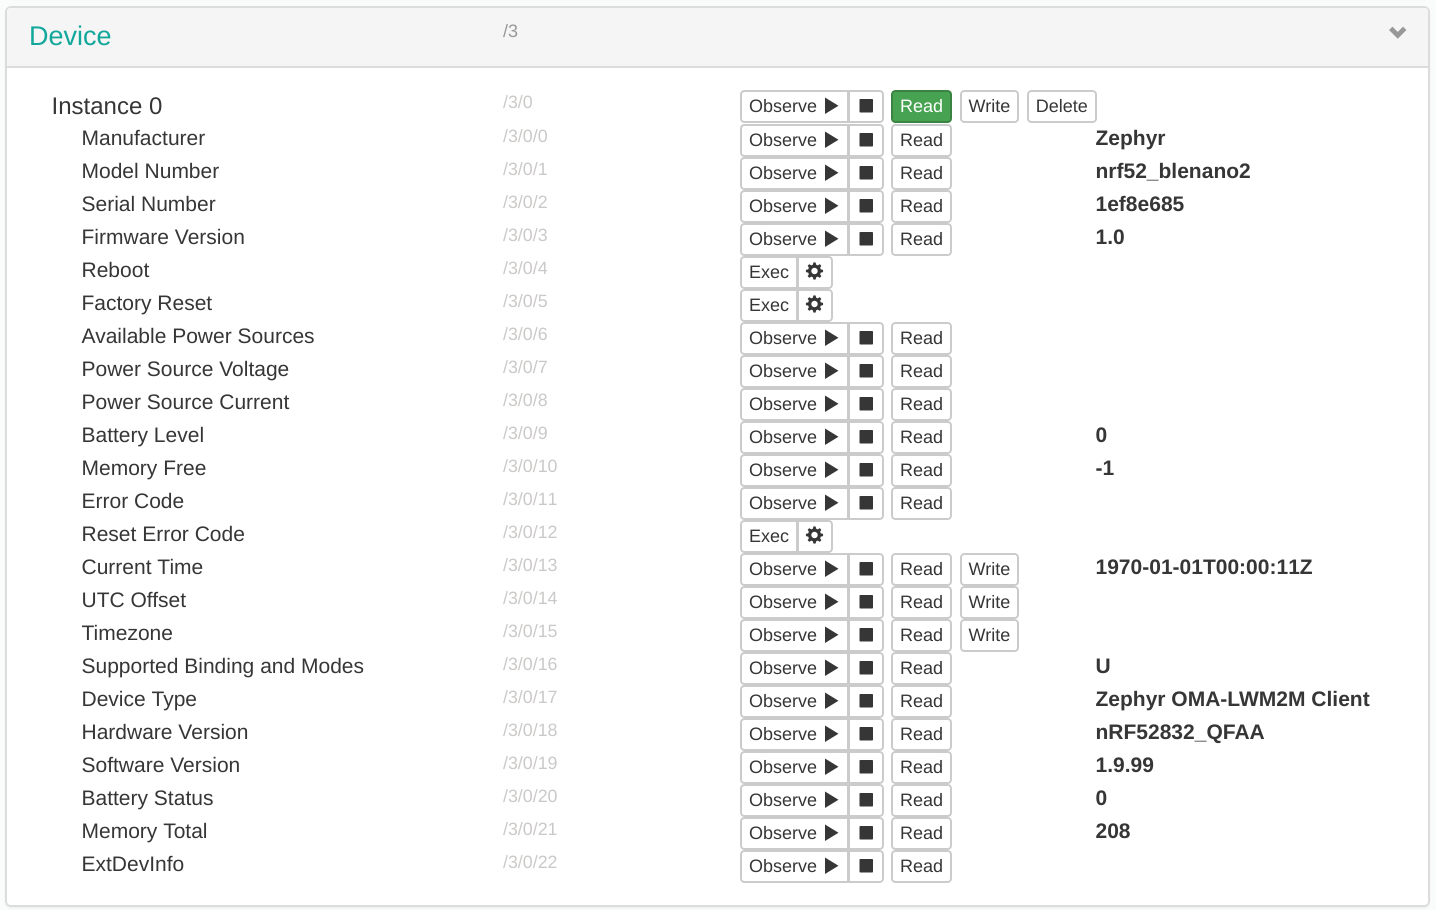 Device /3
Instance 0 /3/0 Observe Read Write Delete
Manufacturer /3/0/0 Observe Read Zephyr
Model Number /3/0/1 Observe Read nrf52_blenano2
Serial Number /3/0/2 Observe Read 1ef8e685
Firmware Version /3/0/3 Observe Read 1.0
Reboot /3/0/4 Exec
Factory Reset /3/0/5 Exec
Available Power Sources /3/0/6 Observe Read
Power Source Voltage /3/0/7 Observe Read
Power Source Current /3/0/8 Observe Read
Battery Level /3/0/9 Observe Read 0
Memory Free /3/0/10 Observe Read -1
Error Code /3/0/11 Observe Read
Reset Error Code /3/0/12 Exec
Current Time /3/0/13 Observe Read Write 1970-01-01T00:00:11Z
UTC Offset /3/0/14 Observe Read Write
Timezone /3/0/15 Observe Read Write
Supported Binding and Modes /3/0/16 Observe Read U
Device Type /3/0/17 Observe Read Zephyr OMA-LWM2M Client
Hardware Version /3/0/18 Observe Read nRF52832_QFAA
Software Version /3/0/19 Observe Read 1.9.99
Battery Status /3/0/20 Observe Read 0
Memory Total /3/0/21 Observe Read 208
ExtDevInfo /3/0/22 Observe Read